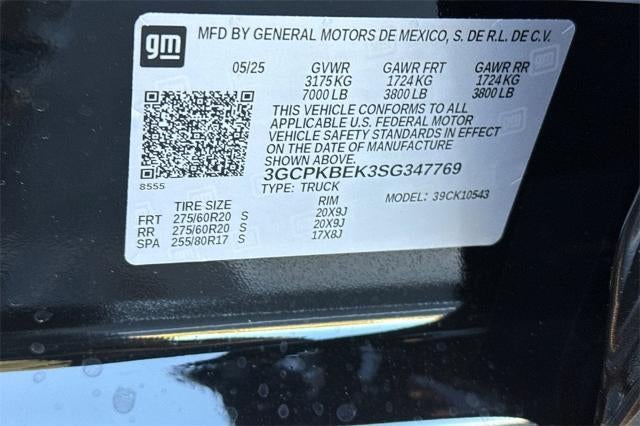 gm
MFD BY GENERAL MOTORS DE MEXICO, S. DE R.L. DE C.V.
05/25 GVWR GAWR FRT GAWR RR
3175 KG 1724 KG 1724 KG
7000 LB 3800 LB 3800 LB
THIS VEHICLE CONFORMS TO ALL
APPLICABLE U.S. FEDERAL MOTOR
VEHICLE SAFETY STANDARDS IN EFFECT
ON THE DATE OF MANUFACTURE
SHOWN ABOVE.
3GCPKBEK3SG347769
8555
TYPE: TRUCK MODEL: 39CK10543
TIRE SIZE RIM
FRT 275/60R20 S 20X9J
RR 275/60R20 S 20X9J
SPA 255/80R17 S 17X8J